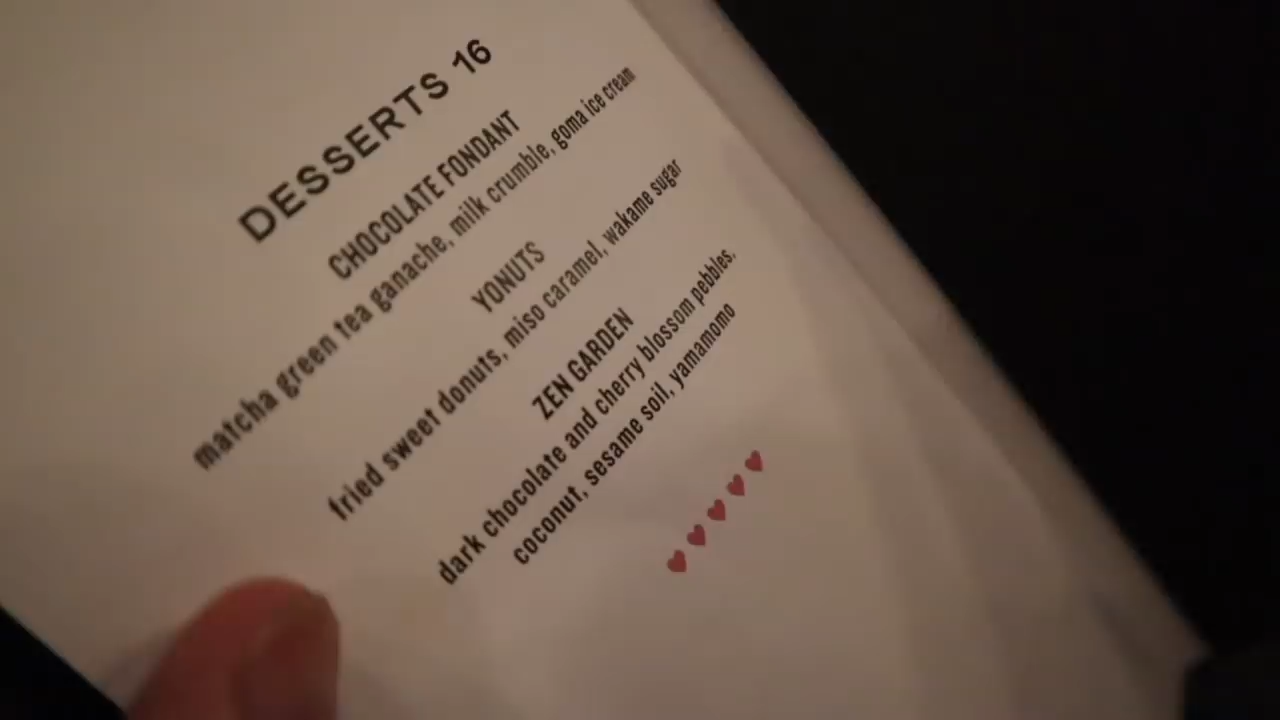 DESSERTS 16
CHOCOLATE FONDANT
matcha green tea ganache, milk crumble, goma ice cream
YONUTS
fried sweet donuts, miso caramel, wakame sugar
ZEN GARDEN
dark chocolate and cherry blossom pebbles,
coconut, sesame soil, yamamomo